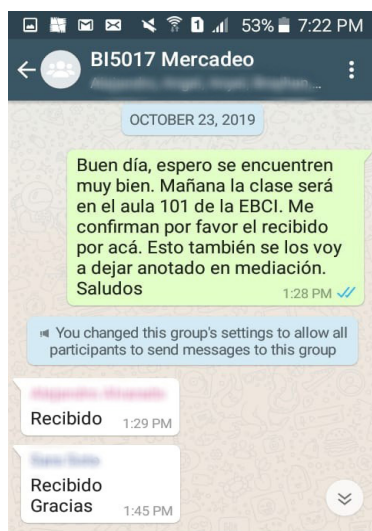 53% 7:22 PM
BI5017 Mercadeo
OCTOBER 23, 2019
Buen día, espero se encuentren
muy bien. Mañana la clase será
en el aula 101 de la EBCI. Me
confirman por favor el recibido
por acá. Esto también se los voy
a dejar anotado en mediación.
Saludos
1:28 PM
You changed this group's settings to allow all
participants to send messages to this group
Recibido 1:29 PM
Recibido
Gracias 1:45 PM